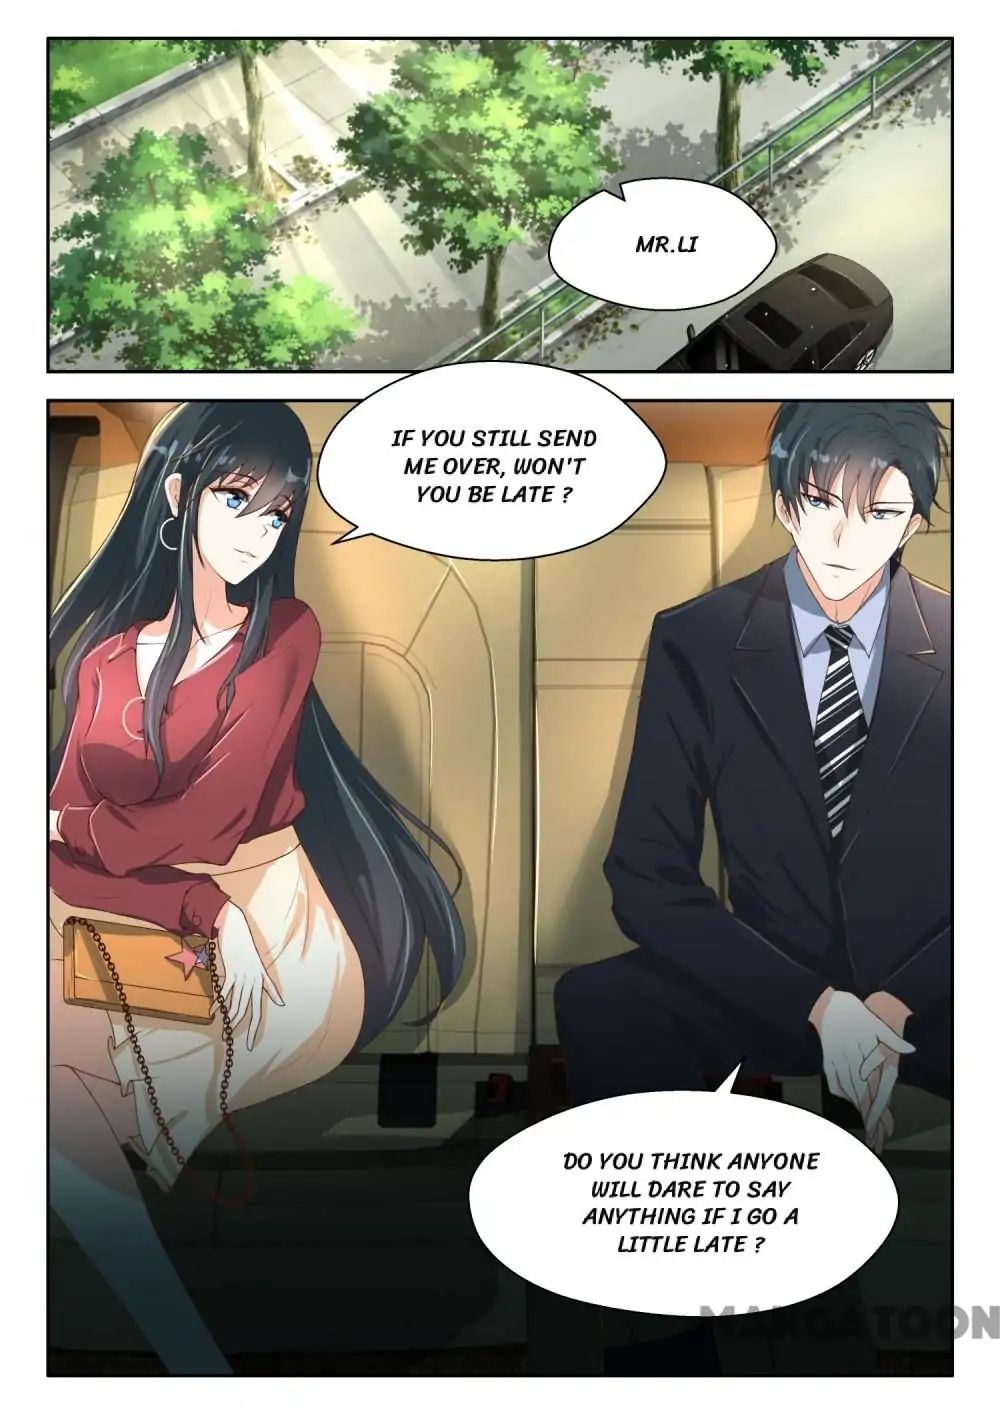 MR.LI
IF YOU STILL SEND
ME OVER, WON'T
YOU BE LATE ?
DO YOU THINK ANYONE
WILL DARE TO SAY
ANYTHING IF I GO A
LITTLE LATE ?
MANGATOON